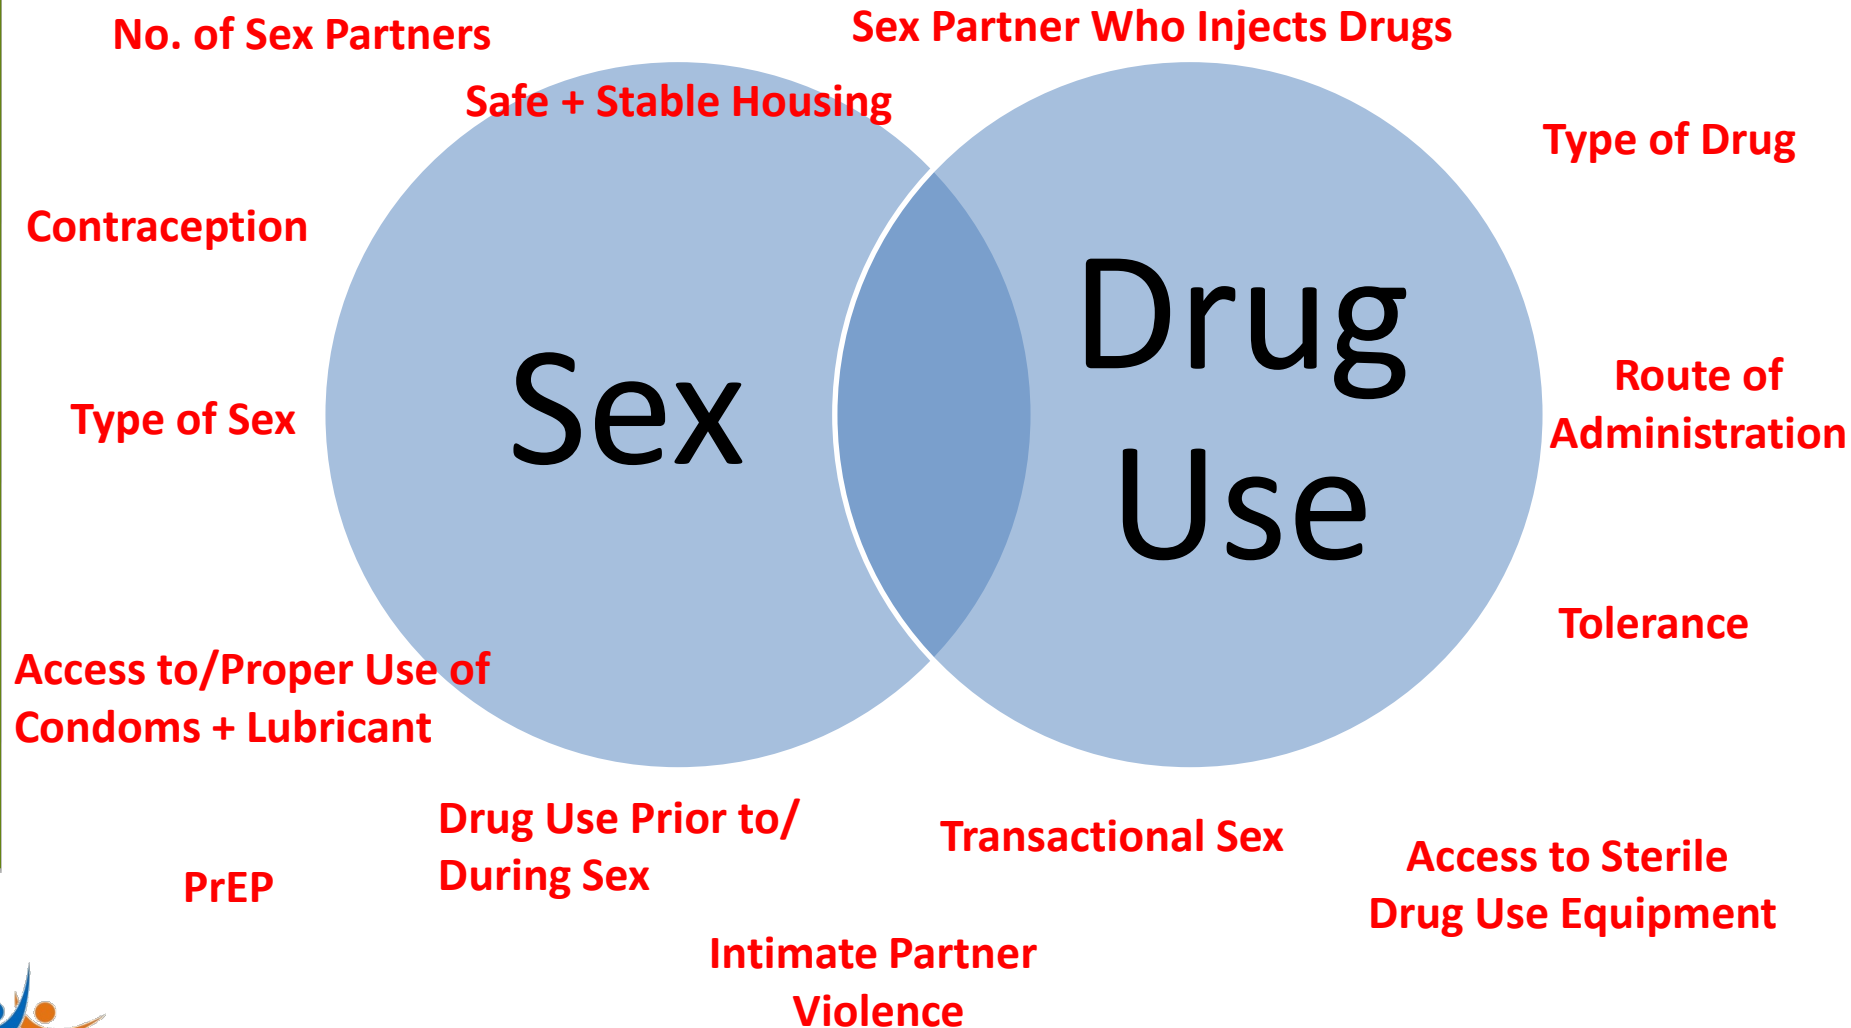 No. of Sex Partners
Sex Partner Who Injects Drugs
Safe + Stable Housing
Type of Drug
Contraception
Drug
Use
Sex
Type of Sex
Route of
Administration
Tolerance
Access to/Proper Use of
Condoms + Lubricant
Drug Use Prior to/
During Sex
Transactional Sex
Access to Sterile
Drug Use Equipment
PrEP
Intimate Partner
Violence